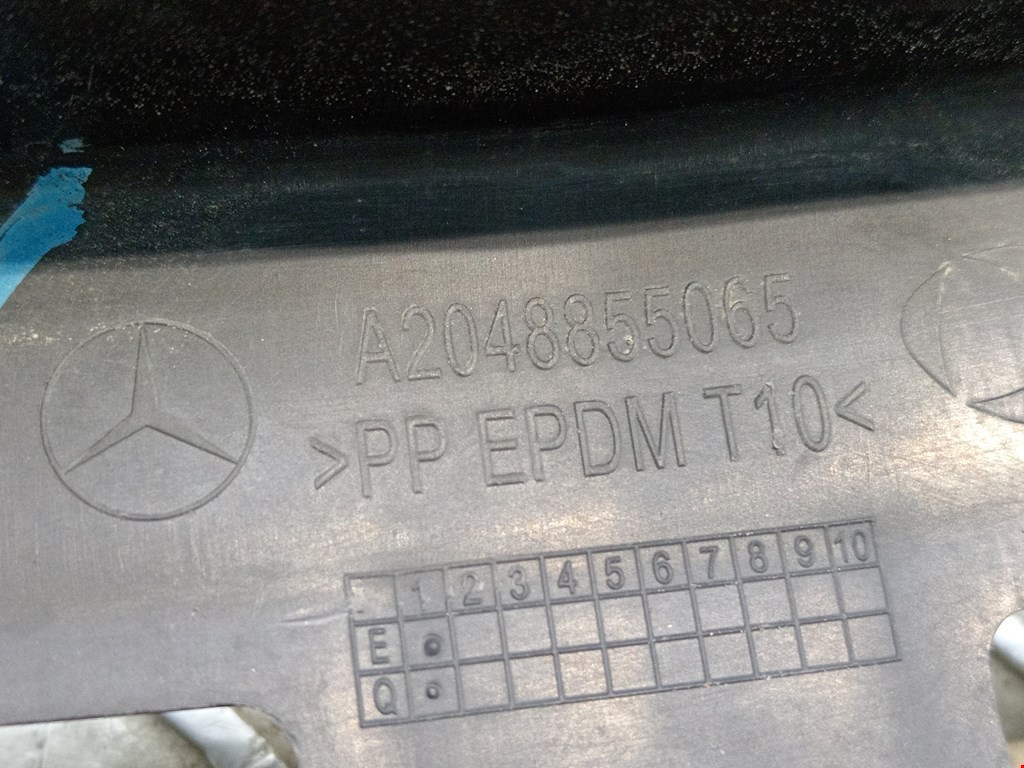 A2048855065
>PP EPDM T10<
1 2 3 4 5 6 7 8 9 10
E
Q